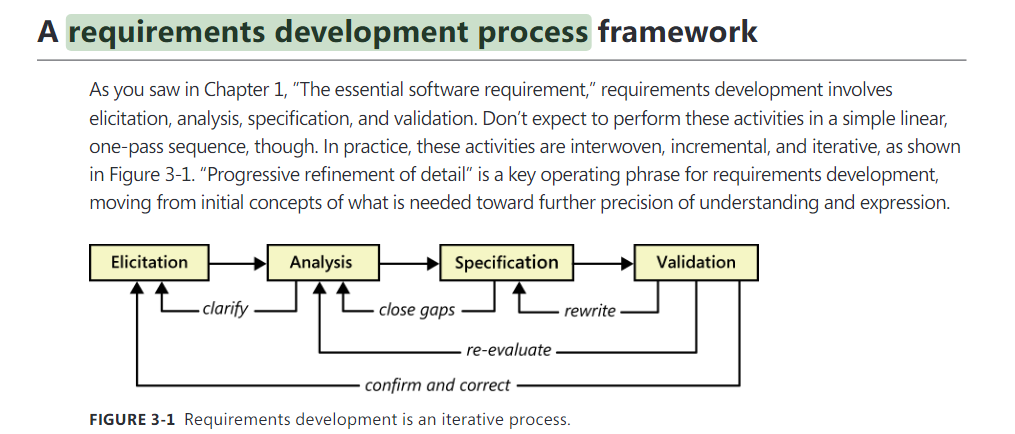 A requirements development process framework
As you saw in Chapter 1, “The essential software requirement,” requirements development involves
elicitation, analysis, specification, and validation. Don’t expect to perform these activities in a simple linear,
one-pass sequence, though. In practice, these activities are interwoven, incremental, and iterative, as shown
in Figure 3-1. “Progressive refinement of detail” is a key operating phrase for requirements development,
moving from initial concepts of what is needed toward further precision of understanding and expression.
Elicitation
Analysis
Specification
Validation
clarify
close gaps
rewrite
re-evaluate
confirm and correct
FIGURE 3-1 Requirements development is an iterative process.